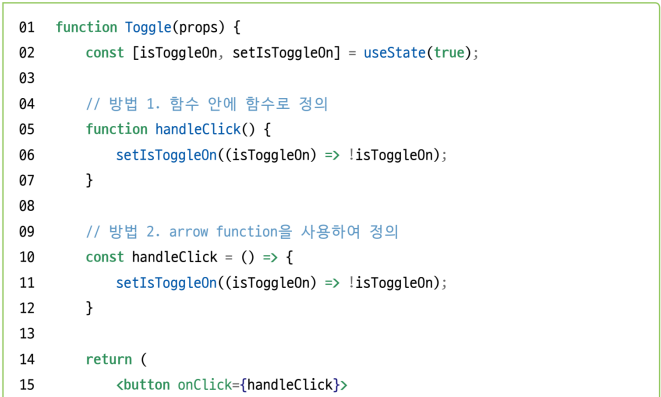 01 function Toggle(props) {
02     const [isToggleOn, setIsToggleOn] = useState(true);
03
04     // 방법 1. 함수 안에 함수로 정의
05     function handleClick() {
06         setIsToggleOn((isToggleOn) => !isToggleOn);
07     }
08
09     // 방법 2. arrow function을 사용하여 정의
10     const handleClick = () => {
11         setIsToggleOn((isToggleOn) => !isToggleOn);
12     }
13
14     return (
15         <button onClick={handleClick}>